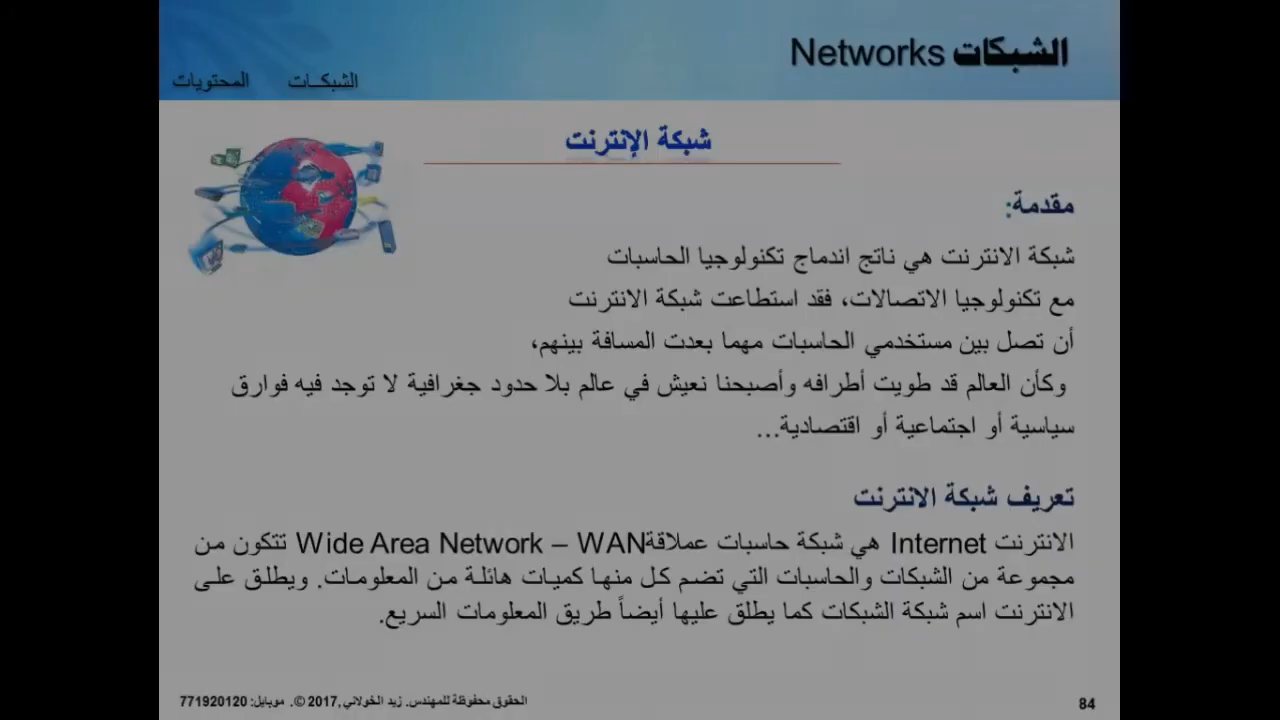 الشبكات Networks
الشبكــات
المحتويات
شبكة الإنترنت
مقدمة:
شبكة الانترنت هي ناتج اندماج تكنولوجيا الحاسبات
مع تكنولوجيا الاتصالات، فقد استطاعت شبكة الانترنت
أن تصل بين مستخدمي الحاسبات مهما بعدت المسافة بينهم،
وكأن العالم قد طويت أطرافه وأصبحنا نعيش في عالم بلا حدود جغرافية لا توجد فيه فوارق
سياسية أو اجتماعية أو اقتصادية...
تعريف شبكة الانترنت
الانترنت Internet هي شبكة حاسبات عملاقةWide Area Network – WAN تتكون من
مجموعة من الشبكات والحاسبات التي تضم كل منها كميات هائلة من المعلومات. ويطلق على
الانترنت اسم شبكة الشبكات كما يطلق عليها أيضاً طريق المعلومات السريع.
الحقوق محفوظة للمهندس. زيد الخولاني ,2017 ©. موبايل: 771920120
84